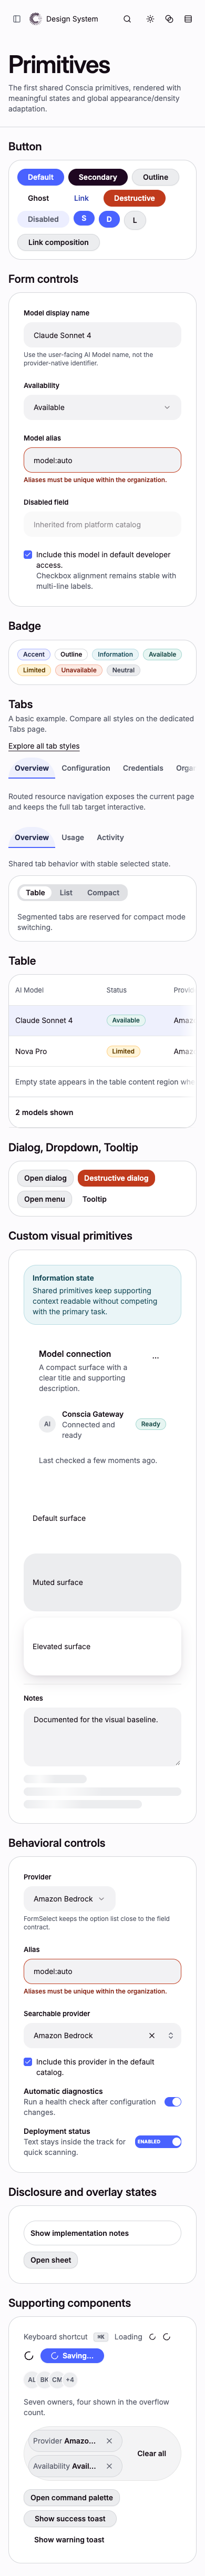 Design System
Primitives
The first shared Conscia primitives, rendered with
meaningful states and global appearance/density
adaptation.
Button
Default
Secondary
Outline
Ghost
Link
Destructive
Disabled
S
D
L
Link composition
Form controls
Model display name
Claude Sonnet 4
Use the user-facing AI Model name, not the
provider-native identifier.
Availability
Available
Model alias
model:auto
Aliases must be unique within the organization.
Disabled field
Inherited from platform catalog
Include this model in default developer
access.
Checkbox alignment remains stable with
multi-line labels.
Badge
Accent
Outline
Information
Available
Limited
Unavailable
Neutral
Tabs
A basic example. Compare all styles on the dedicated
Tabs page.
Explore all tab styles
Overview
Configuration
Credentials
Organ
Routed resource navigation exposes the current page
and keeps the full tab target interactive.
Overview
Usage
Activity
Shared tab behavior with stable selected state.
Table
List
Compact
Segmented tabs are reserved for compact mode
switching.
Table
AI Model
Status
Provid
Claude Sonnet 4
Available
Amaz
Nova Pro
Limited
Amaz
Empty state appears in the table content region whe
2 models shown
Dialog, Dropdown, Tooltip
Open dialog
Destructive dialog
Open menu
Tooltip
Custom visual primitives
Information state
Shared primitives keep supporting
context readable without competing
with the primary task.
Model connection
...
A compact surface with a
clear title and supporting
description.
AI
Conscia Gateway
Connected and
ready
Ready
Last checked a few moments ago.
Default surface
Muted surface
Elevated surface
Notes
Documented for the visual baseline.
Behavioral controls
Provider
Amazon Bedrock
FormSelect keeps the option list close to the field
contract.
Alias
model:auto
Aliases must be unique within the organization.
Searchable provider
Amazon Bedrock
Include this provider in the default
catalog.
Automatic diagnostics
Run a health check after configuration
changes.
Deployment status
Text stays inside the track for
quick scanning.
ENABLED
Disclosure and overlay states
Show implementation notes
Open sheet
Supporting components
Keyboard shortcut
⌘K
Loading
Saving...
AL
BK
CM
+4
Seven owners, four shown in the overflow
count.
Provider Amazo...
Availability Avail...
Clear all
Open command palette
Show success toast
Show warning toast